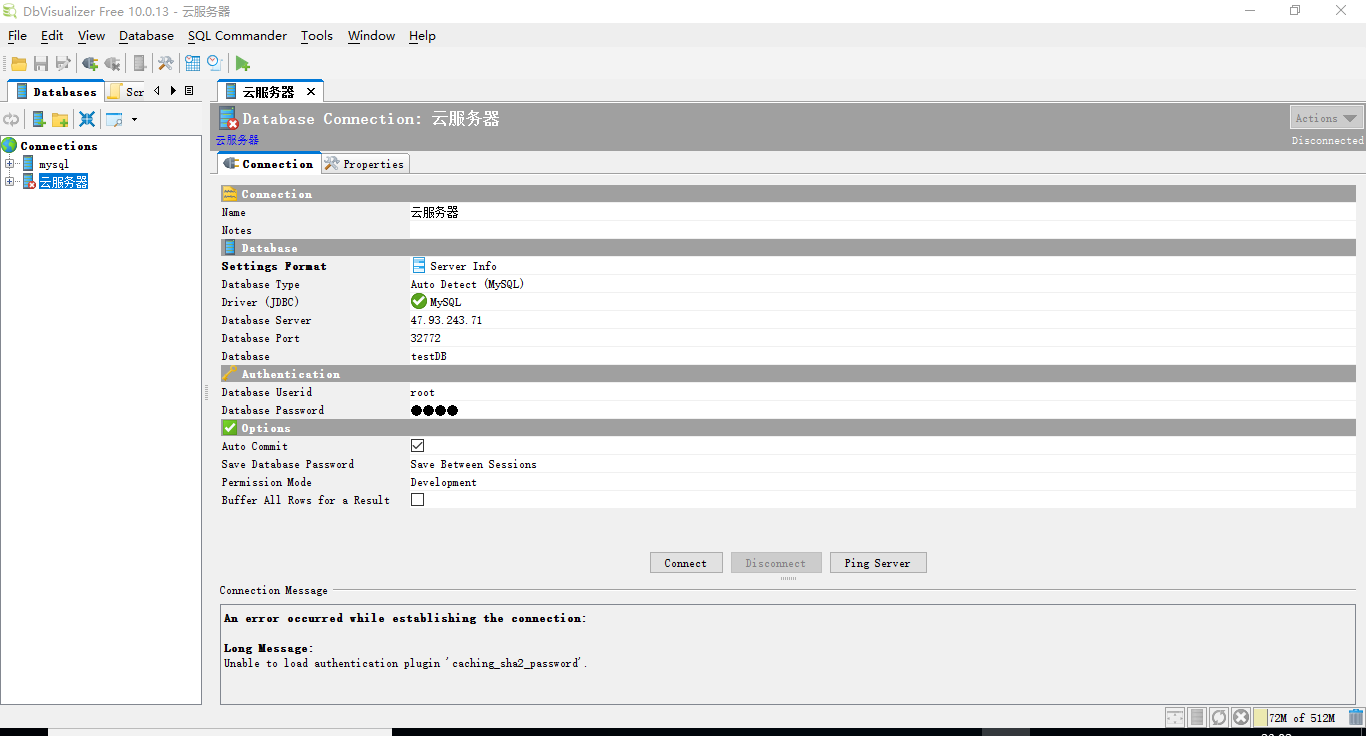 DbVisualizer Free 10.0.13 - 云服务器
File Edit View Database SQL Commander Tools Window Help
Databases Scr
云服务器
Database Connection: 云服务器
Actions
云服务器
Disconnected
Connections
mysql
云服务器
Connection Properties
Connection
Name 云服务器
Notes
Database
Settings Format Server Info
Database Type Auto Detect (MySQL)
Driver (JDBC) MySQL
Database Server 47.93.243.71
Database Port 32772
Database testDB
Authentication
Database Userid root
Database Password ●●●●
Options
Auto Commit
Save Database Password Save Between Sessions
Permission Mode Development
Buffer All Rows for a Result
Connect Disconnect Ping Server
Connection Message
An error occurred while establishing the connection:
Long Message:
Unable to load authentication plugin 'caching_sha2_password'.
72M of 512M